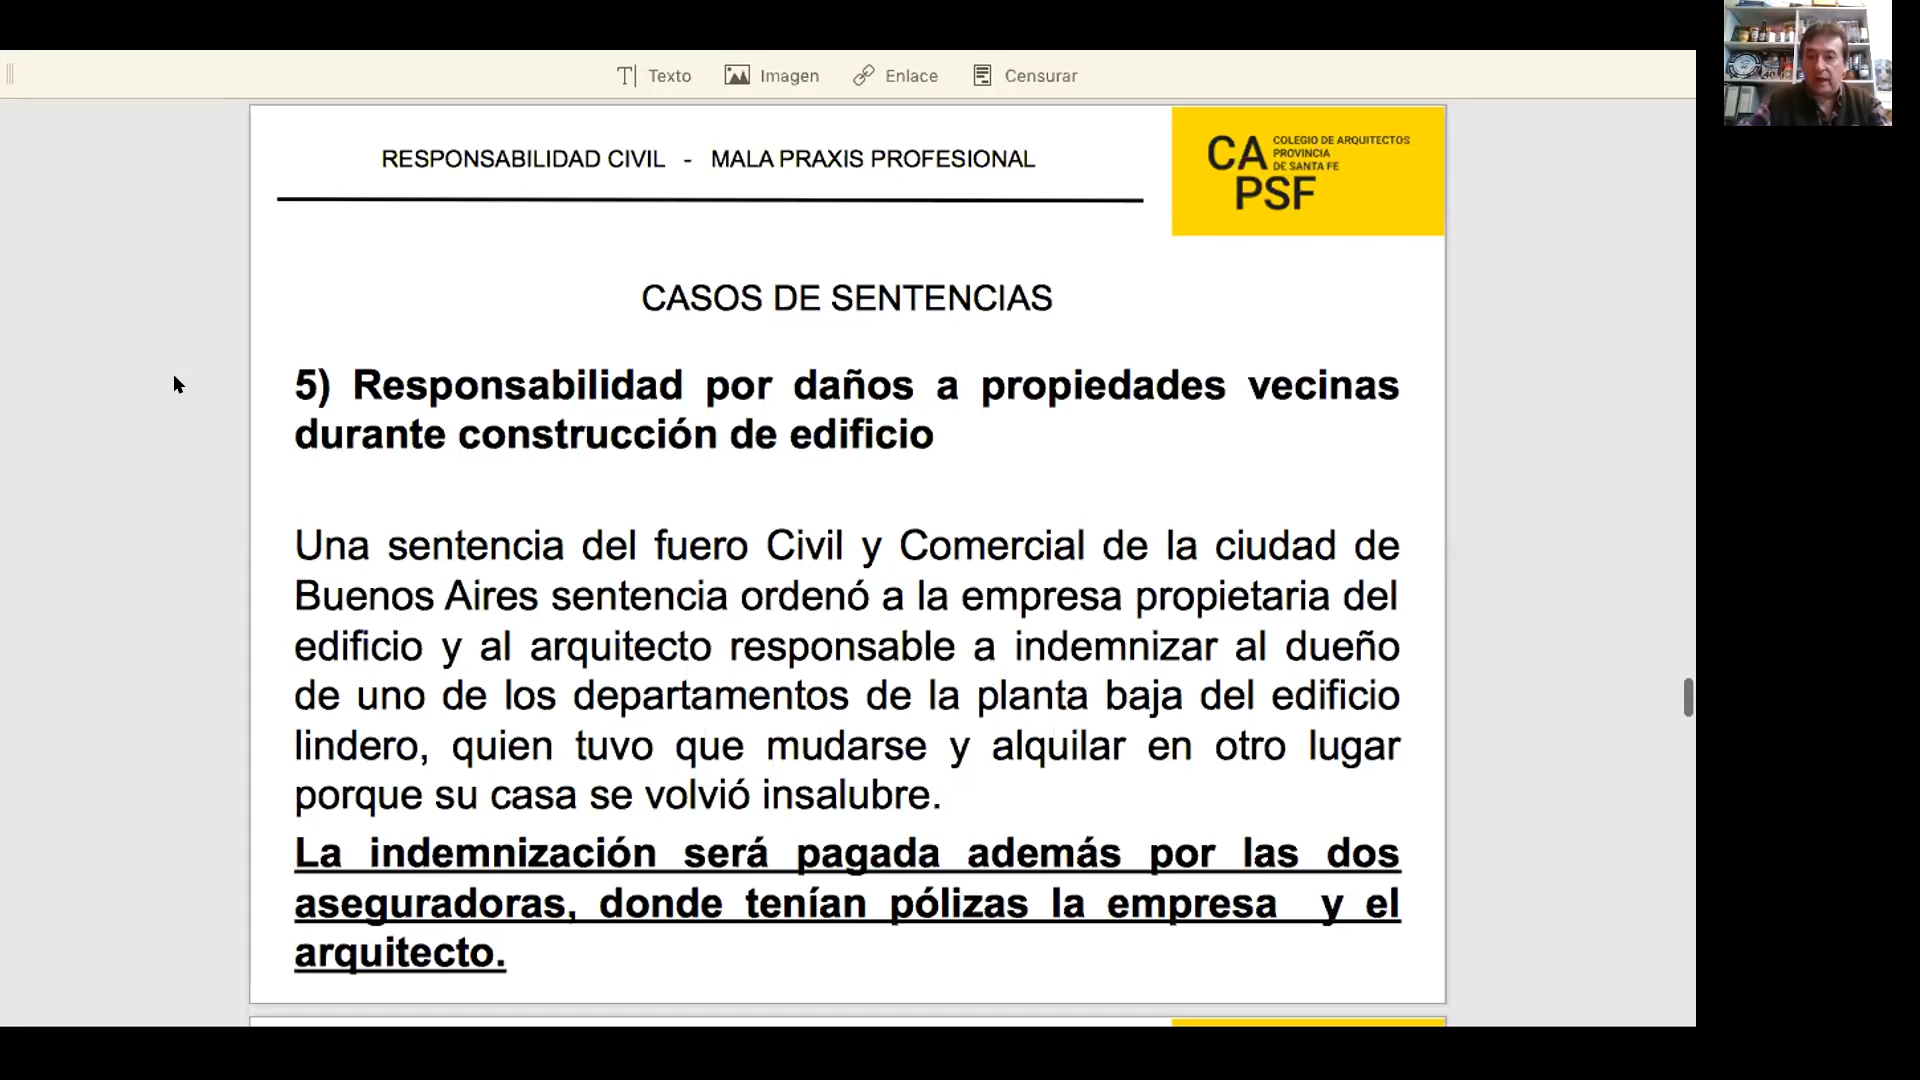 Texto Imagen Enlace Censurar
RESPONSABILIDAD CIVIL - MALA PRAXIS PROFESIONAL
CA PSF
COLEGIO DE ARQUITECTOS
PROVINCIA
DE SANTA FE
CASOS DE SENTENCIAS
5) Responsabilidad por daños a propiedades vecinas
durante construcción de edificio
Una sentencia del fuero Civil y Comercial de la ciudad de
Buenos Aires sentencia ordenó a la empresa propietaria del
edificio y al arquitecto responsable a indemnizar al dueño
de uno de los departamentos de la planta baja del edificio
lindero, quien tuvo que mudarse y alquilar en otro lugar
porque su casa se volvió insalubre.
La indemnización será pagada además por las dos
aseguradoras, donde tenían pólizas la empresa y el
arquitecto.